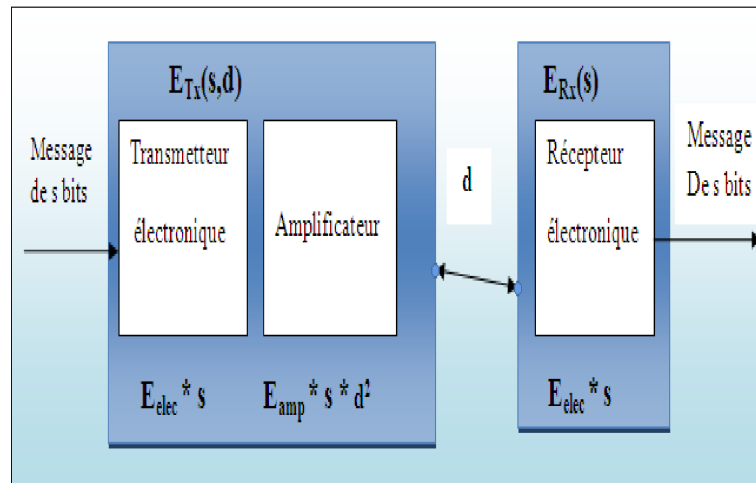 E_Tx(s,d)
E_Rx(s)
Message
de s bits
Transmetteur
électronique
Amplificateur
d
Récepteur
électronique
Message
De s bits
E_elec * s
E_amp * s * d²
E_elec * s